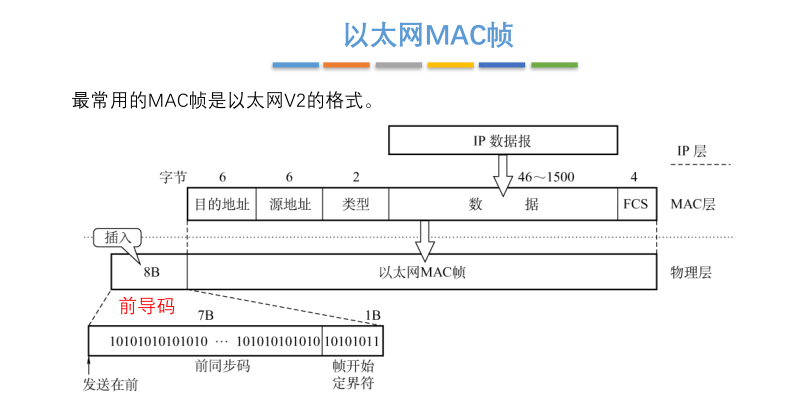 以太网MAC帧
最常用的MAC帧是以太网V2的格式。
IP 数据报
IP 层
字节 6 6 2 46～1500 4
目的地址 源地址 类型 数 据 FCS MAC层
插入
8B 以太网MAC帧 物理层
前导码
7B 1B
10101010101010 … 101010101010 10101011
前同步码 帧开始
定界符
发送在前